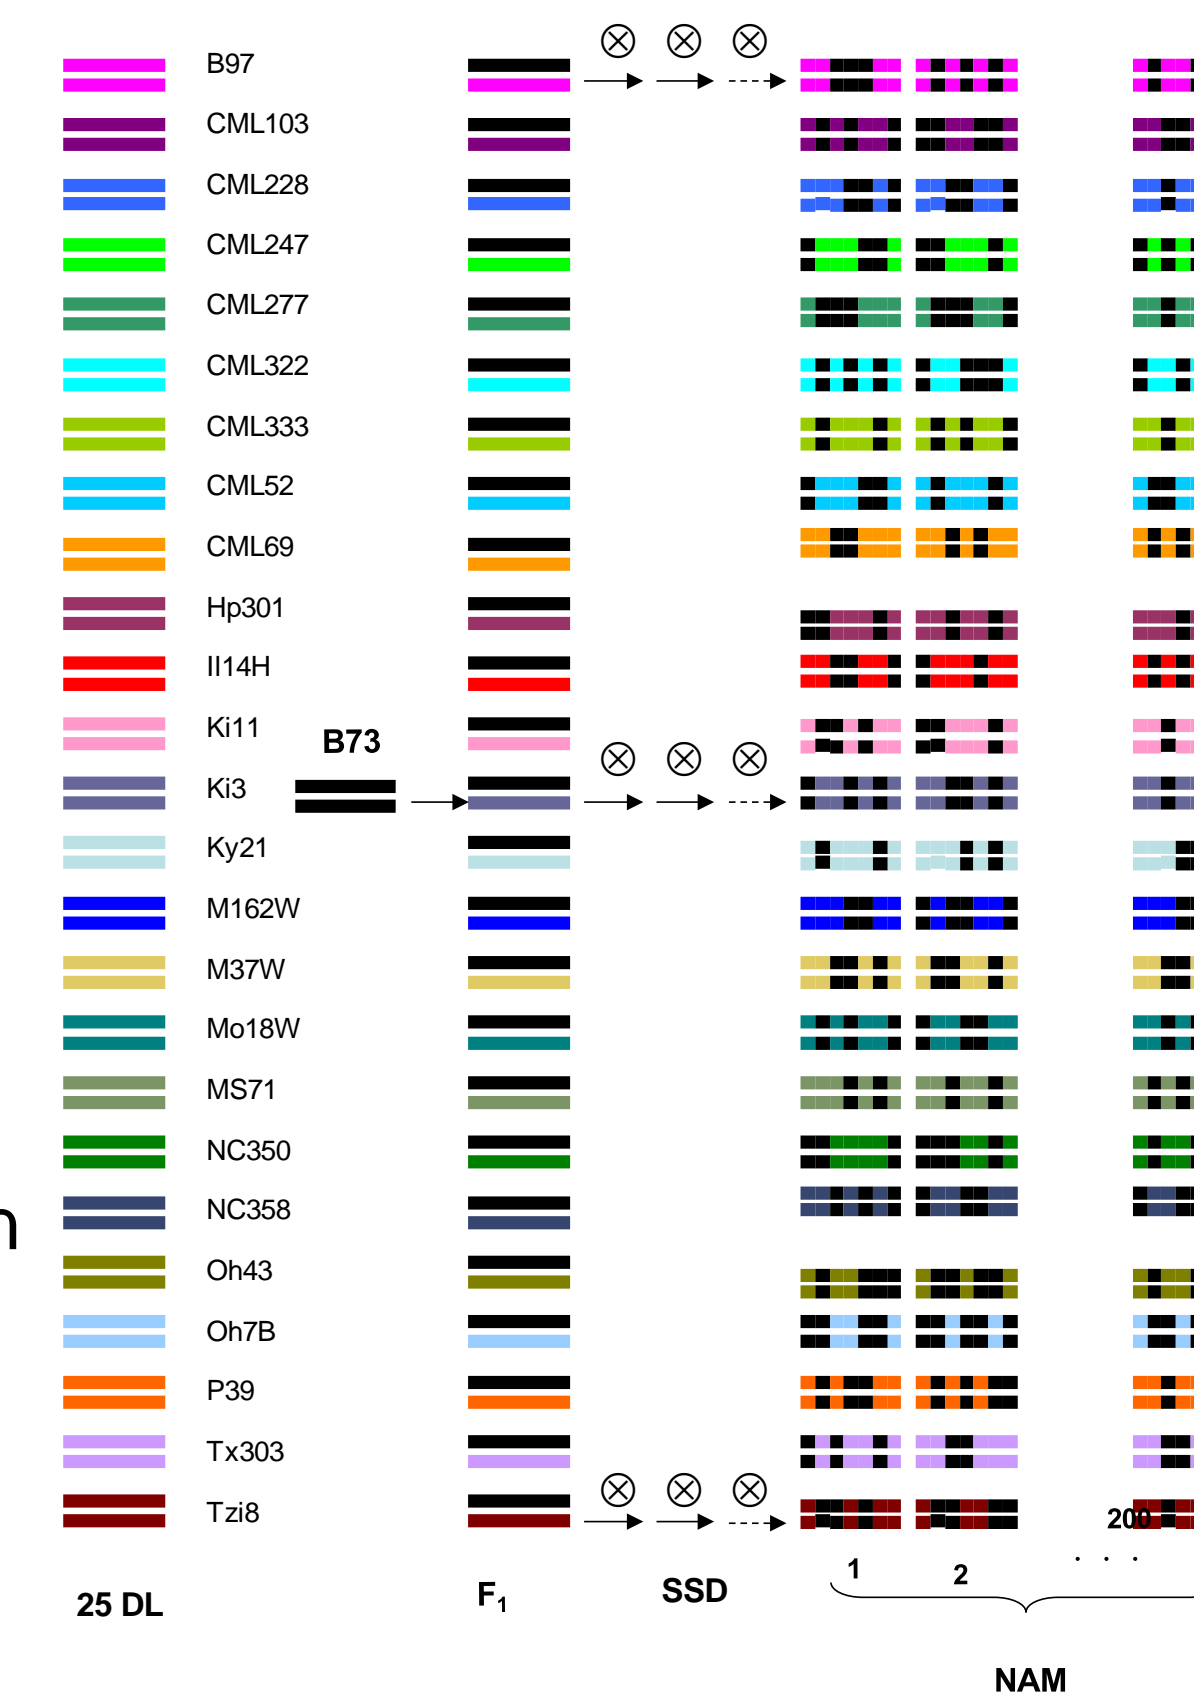 B97
CML103
CML228
CML247
CML277
CML322
CML333
CML52
CML69
Hp301
Il14H
Ki11
B73
Ki3
Ky21
M162W
M37W
Mo18W
MS71
NC350
NC358
n
Oh43
Oh7B
P39
Tx303
Tzi8
200
1 2 . . .
25 DL F1 SSD
NAM